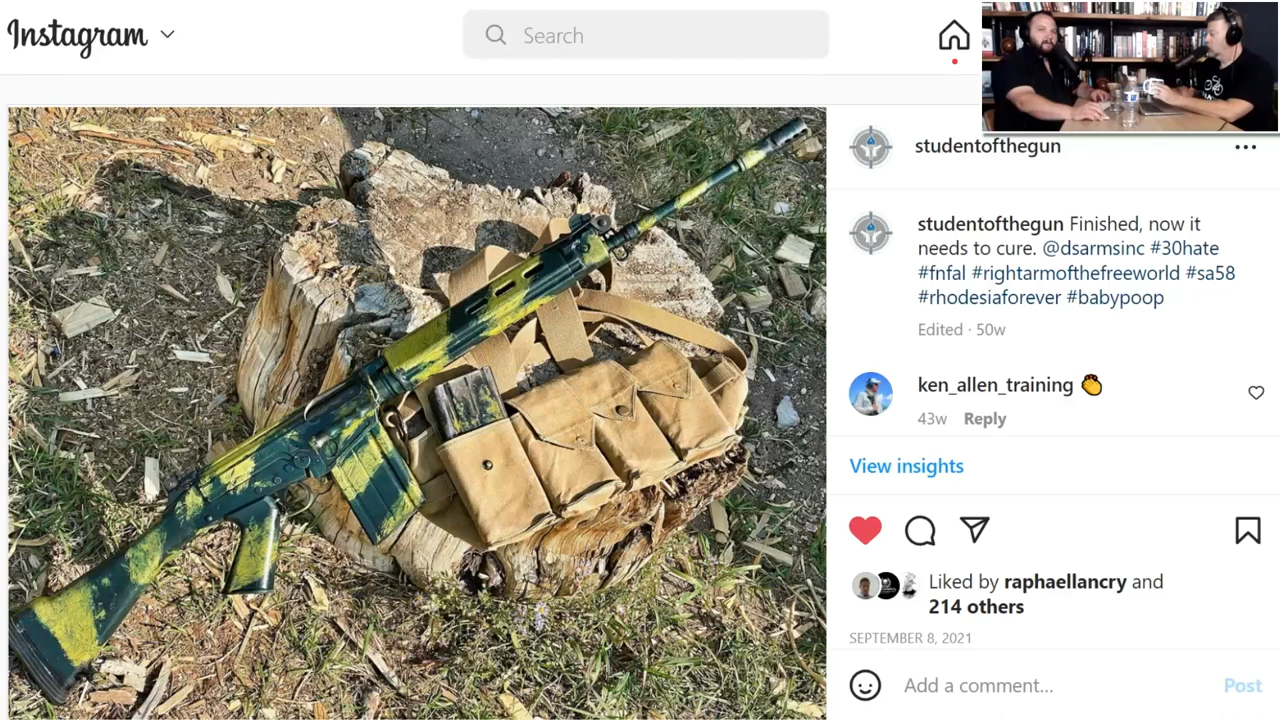 Instagram
Search
studentofthegun
studentofthegun Finished, now it
needs to cure. @dsarmsinc #30hate
#fnfal #rightarmofthefreeworld #sa58
#rhodesiaforever #babypoop
Edited · 50w
ken_allen_training 👏
43w Reply
View insights
Liked by raphaellancry and
214 others
SEPTEMBER 8, 2021
Add a comment...
Post